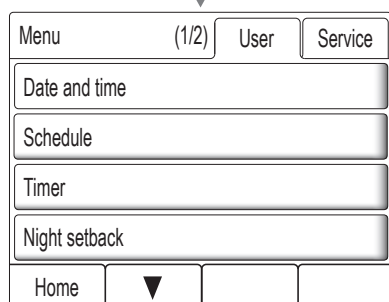 Menu (1/2) User Service
Date and time
Schedule
Timer
Night setback
Home ▼